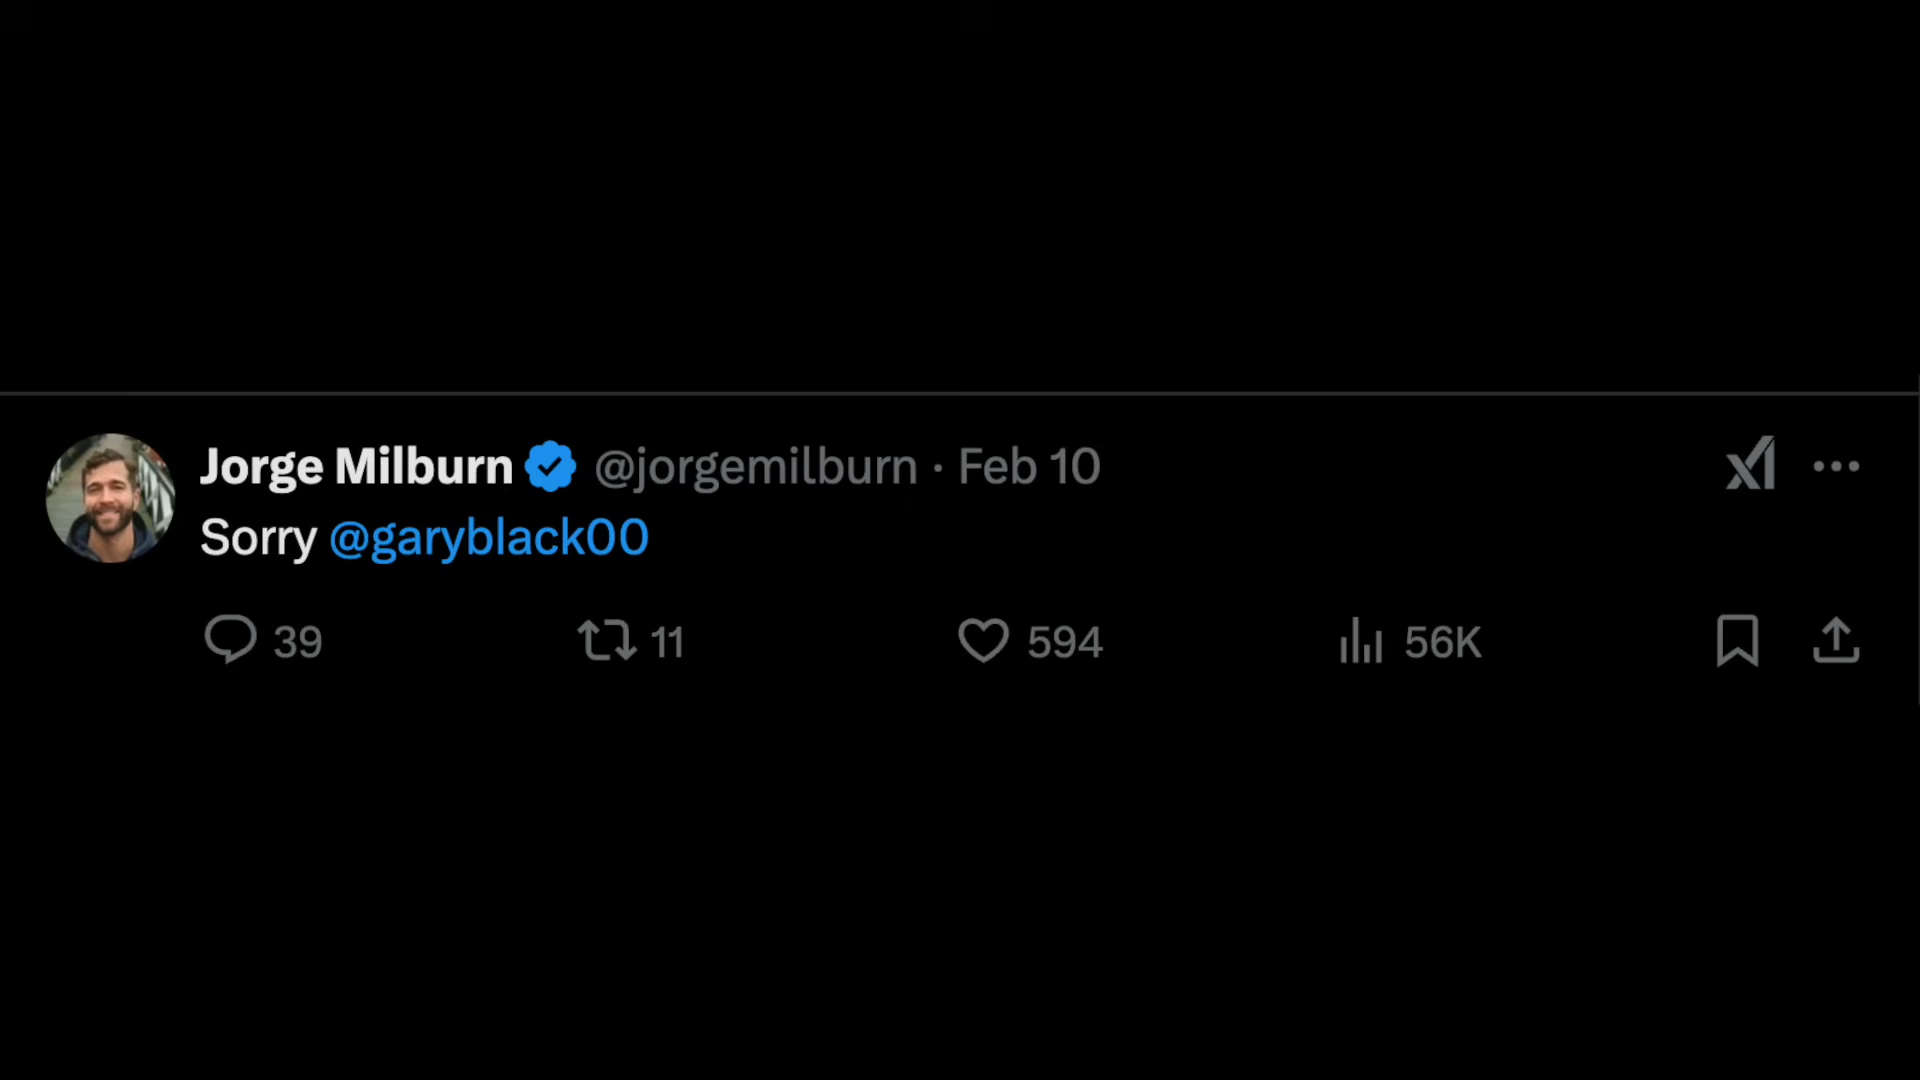 Jorge Milburn @jorgemilburn · Feb 10
Sorry @garyblack00
39 11 594 56K